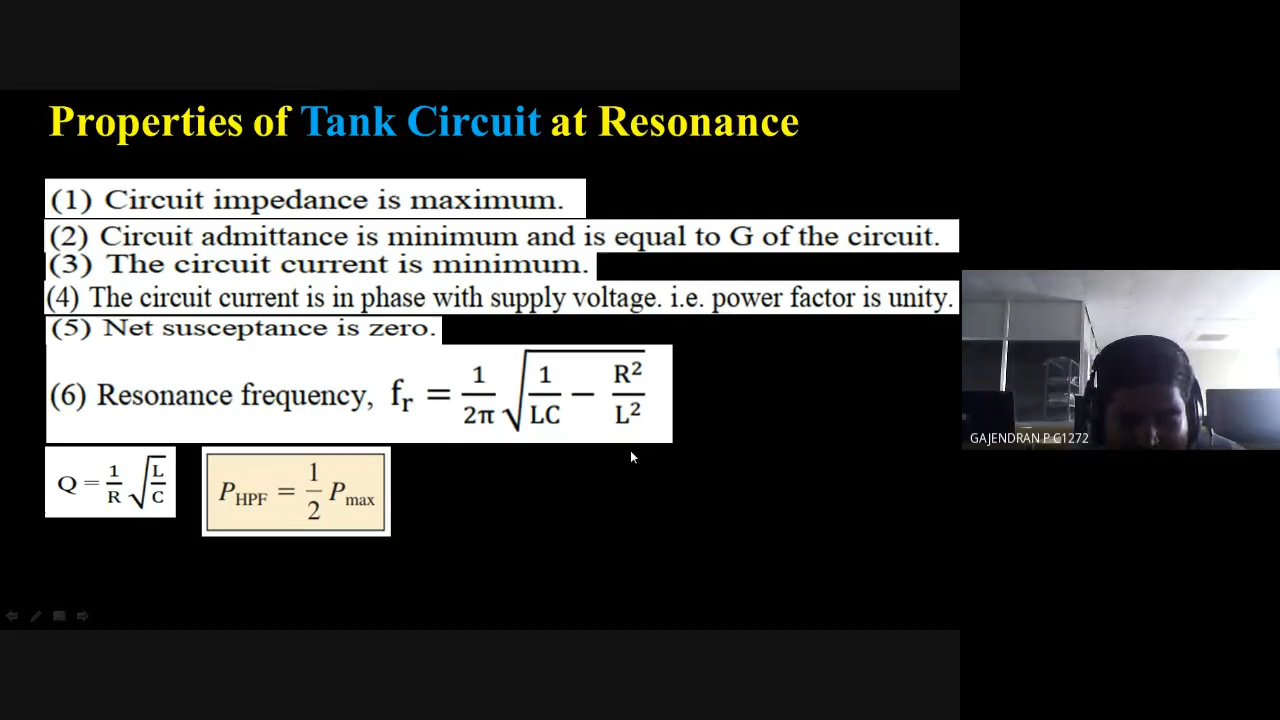 Properties of Tank Circuit at Resonance
(1) Circuit impedance is maximum.
(2) Circuit admittance is minimum and is equal to G of the circuit.
(3) The circuit current is minimum.
(4) The circuit current is in phase with supply voltage. i.e. power factor is unity.
(5) Net susceptance is zero.
(6) Resonance frequency, fᵣ = 1/2π √(1/LC − R²/L²)
Q = 1/R √(L/C)
P_HPF = 1/2 P_max
GAJENDRAN P C1272